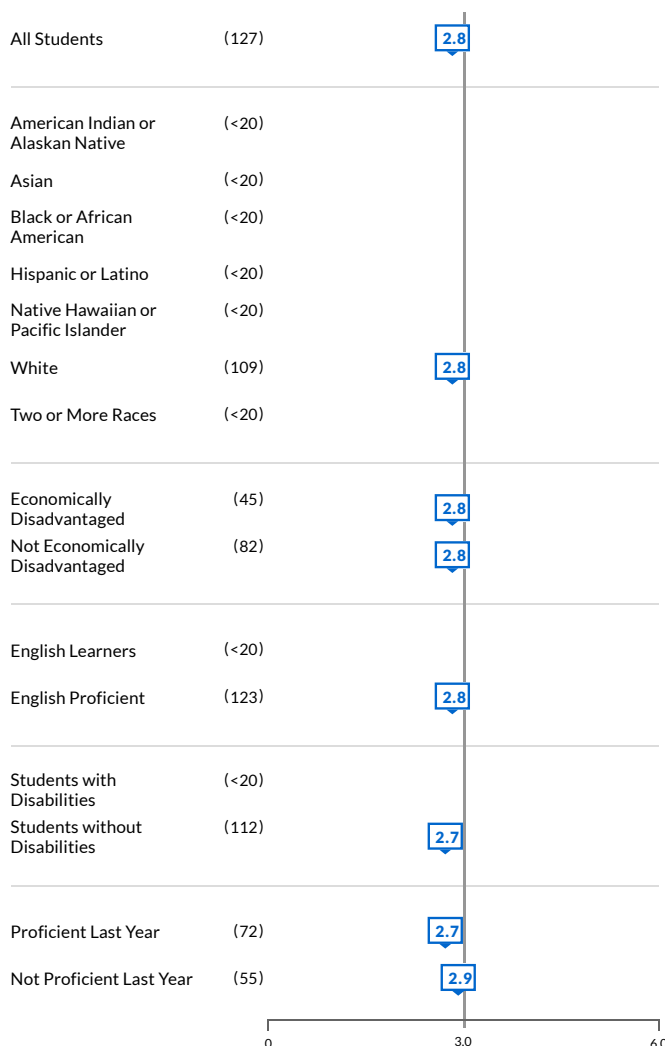 All Students (127) 2.8
American Indian or (<20)
Alaskan Native
Asian (<20)
Black or African (<20)
American
Hispanic or Latino (<20)
Native Hawaiian or (<20)
Pacific Islander
White (109) 2.8
Two or More Races (<20)
Economically (45) 2.8
Disadvantaged
Not Economically (82) 2.8
Disadvantaged
English Learners (<20)
English Proficient (123) 2.8
Students with (<20)
Disabilities
Students without (112) 2.7
Disabilities
Proficient Last Year (72) 2.7
Not Proficient Last Year (55) 2.9
0 3.0 6.0